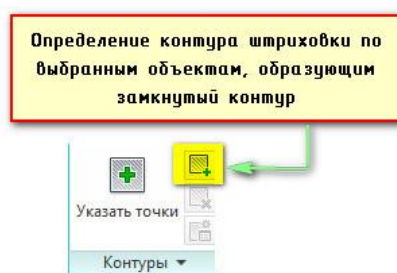 Определение контура штриховки по
выбранным объектам, образующим
замкнутый контур
Указать точки
Контуры